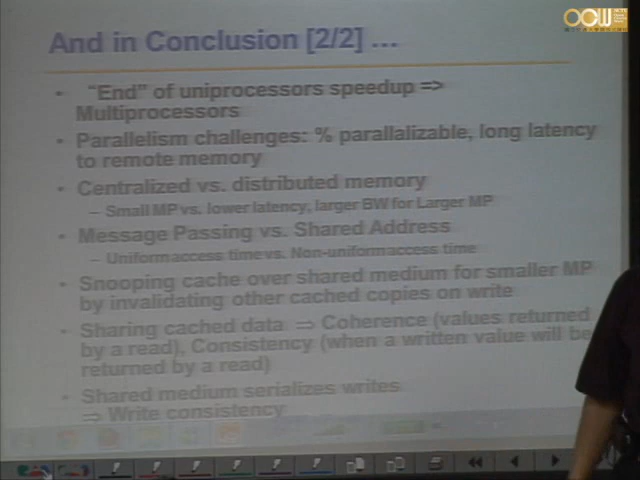 And in Conclusion [2/2] ...
• "End" of uniprocessors speedup =>
Multiprocessors
• Parallelism challenges: % parallalizable, long latency
to remote memory
• Centralized vs. distributed memory
– Small MP vs. lower latency, larger BW for Larger MP
• Message Passing vs. Shared Address
– Uniform access time vs. Non-uniform access time
• Snooping cache over shared medium for smaller MP
by invalidating other cached copies on write
• Sharing cached data ⇒ Coherence (values returned
by a read), Consistency (when a written value will be
returned by a read)
• Shared medium serializes writes
⇒ Write consistency
OCW